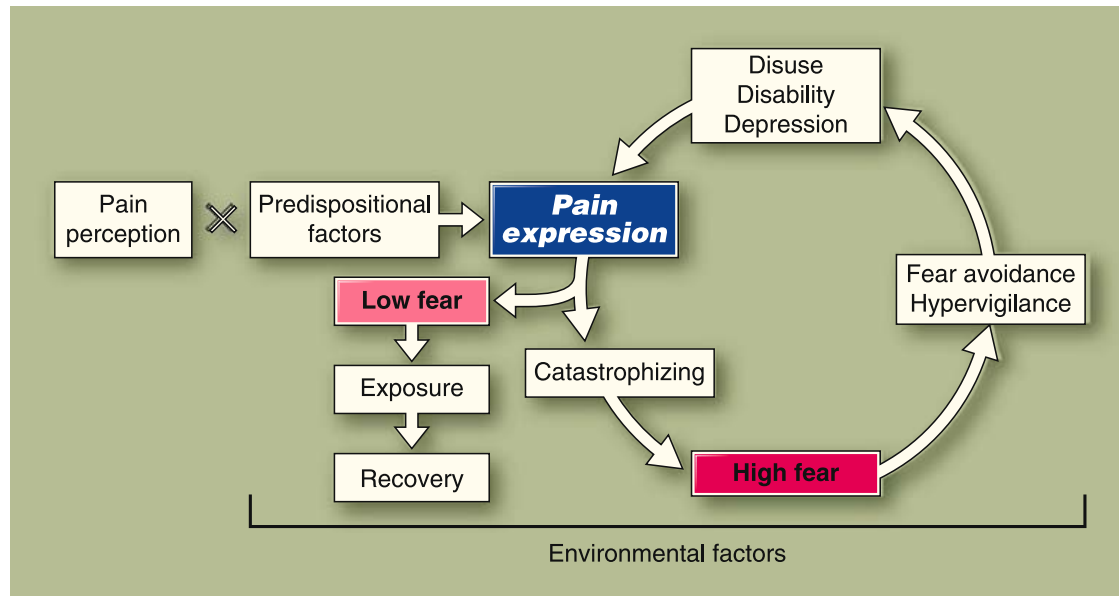 Disuse
Disability
Depression
Pain
perception
Predispositional
factors
Pain
expression
Fear avoidance
Hypervigilance
Low fear
Catastrophizing
Exposure
High fear
Recovery
Environmental factors